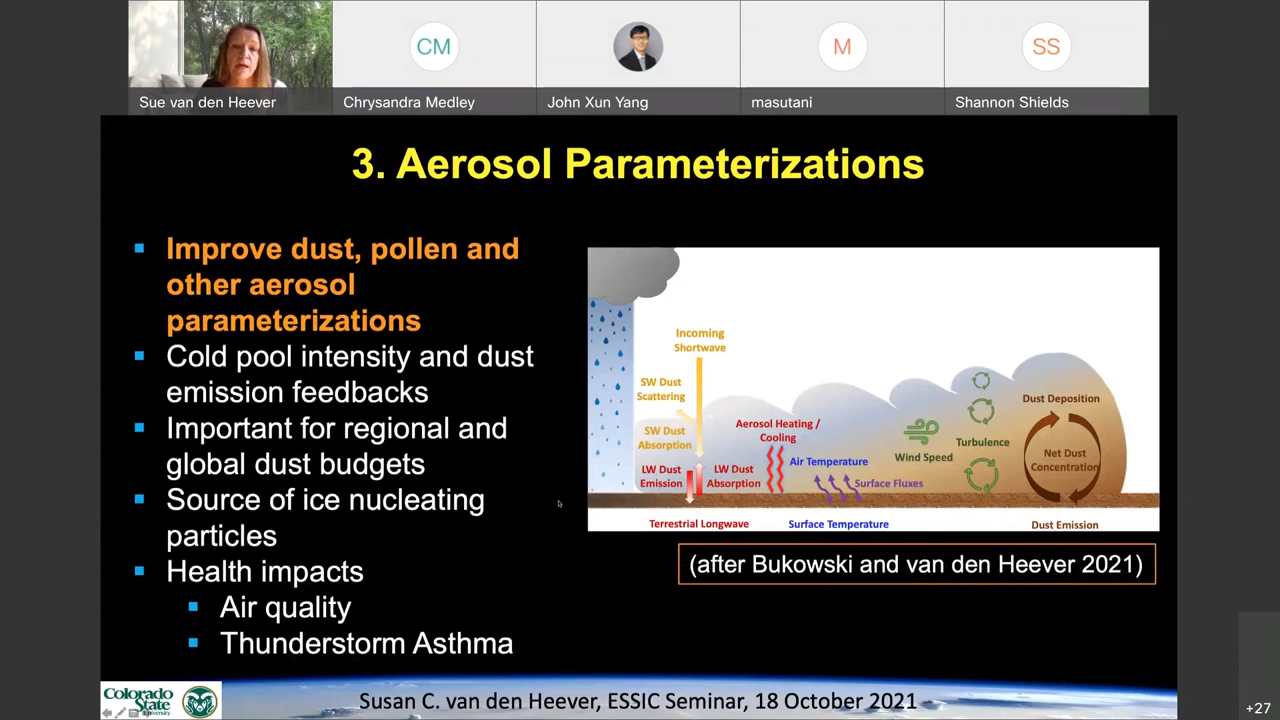 CM
M
SS
Sue van den Heever
Chrysandra Medley
John Xun Yang
masutani
Shannon Shields
3. Aerosol Parameterizations
Improve dust, pollen and
other aerosol
parameterizations
Cold pool intensity and dust
emission feedbacks
Important for regional and
global dust budgets
Source of ice nucleating
particles
Health impacts
Air quality
Thunderstorm Asthma
Incoming
Shortwave
SW Dust
Scattering
SW Dust
Absorption
LW Dust
Emission
LW Dust
Absorption
Aerosol Heating /
Cooling
Air Temperature
Surface Fluxes
Wind Speed
Turbulence
Dust Deposition
Net Dust
Concentration
Terrestrial Longwave
Surface Temperature
Dust Emission
(after Bukowski and van den Heever 2021)
Colorado
State
University
Susan C. van den Heever, ESSIC Seminar, 18 October 2021
+27